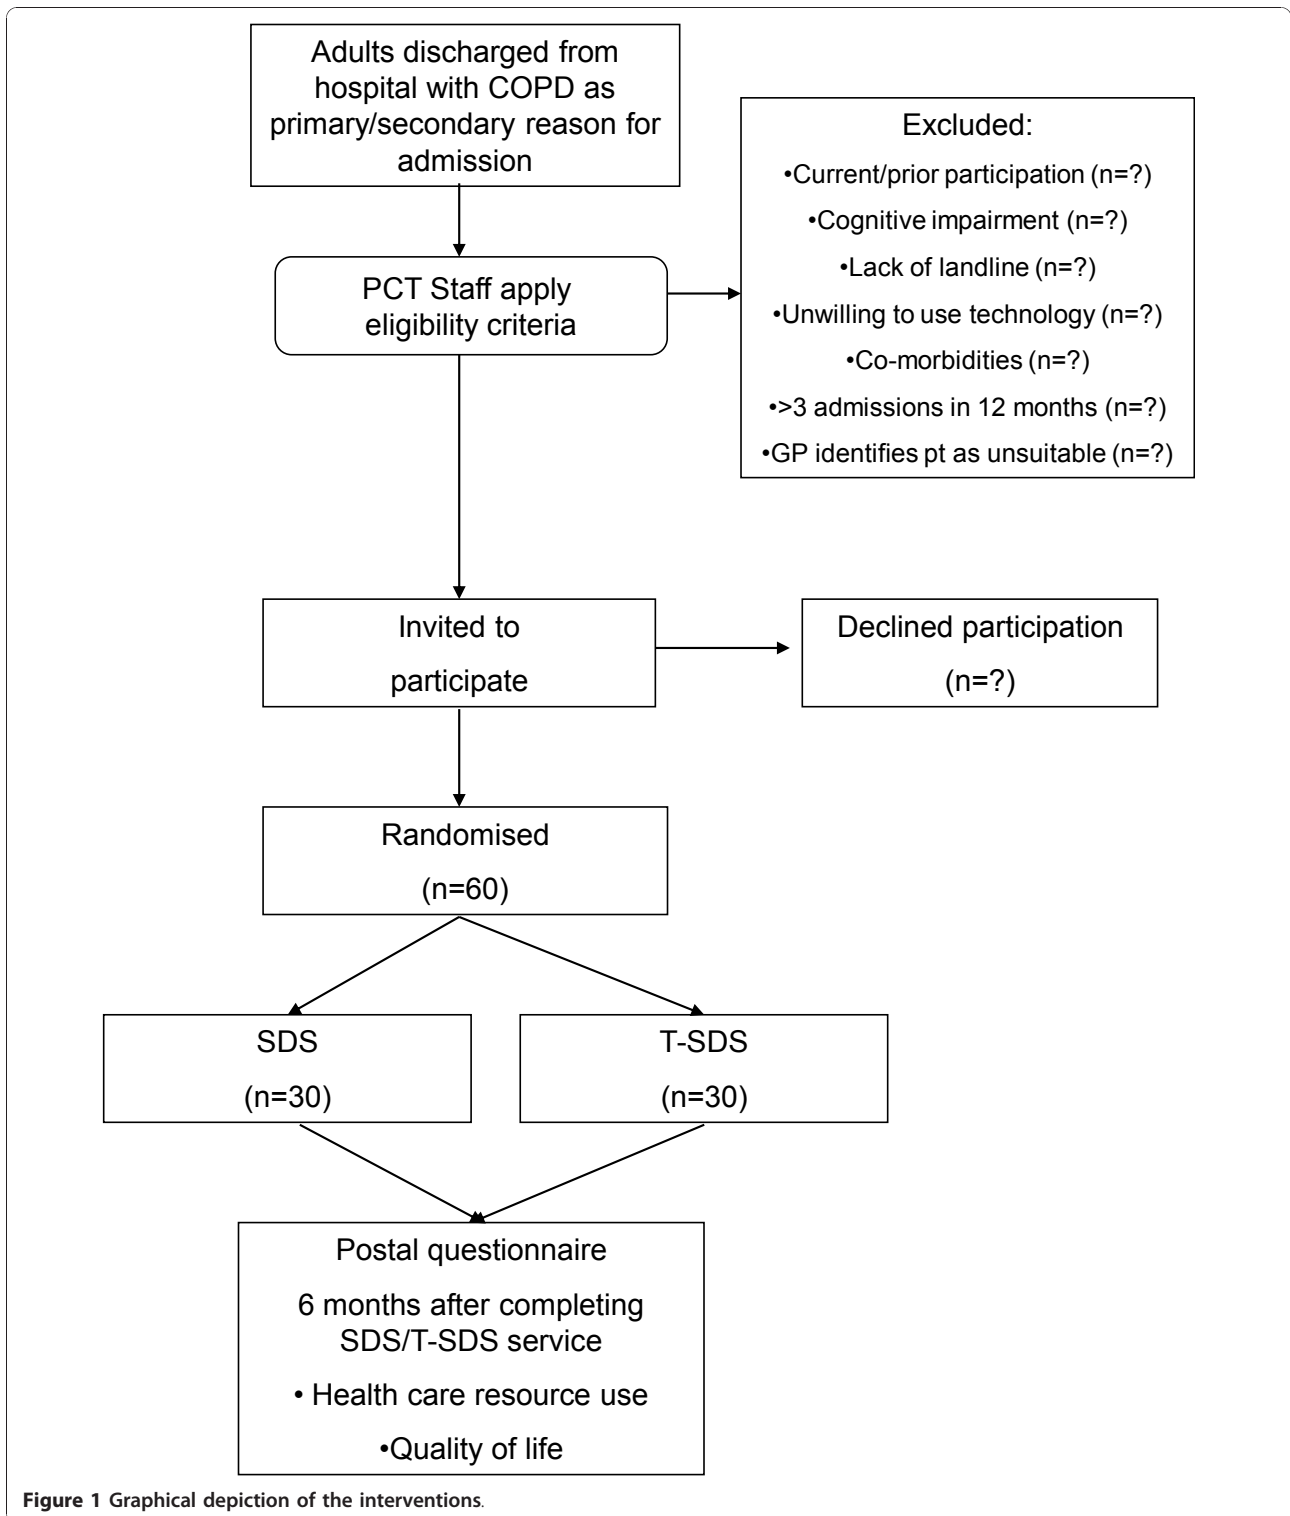 Adults discharged from
hospital with COPD as
primary/secondary reason for
admission
Excluded:
•Current/prior participation (n=?)
•Cognitive impairment (n=?)
•Lack of landline (n=?)
•Unwilling to use technology (n=?)
•Co-morbidities (n=?)
•>3 admissions in 12 months (n=?)
•GP identifies pt as unsuitable (n=?)
PCT Staff apply
eligibility criteria
Invited to
participate
Declined participation
(n=?)
Randomised
(n=60)
SDS
(n=30)
T-SDS
(n=30)
Postal questionnaire
6 months after completing
SDS/T-SDS service
• Health care resource use
•Quality of life
Figure 1 Graphical depiction of the interventions.